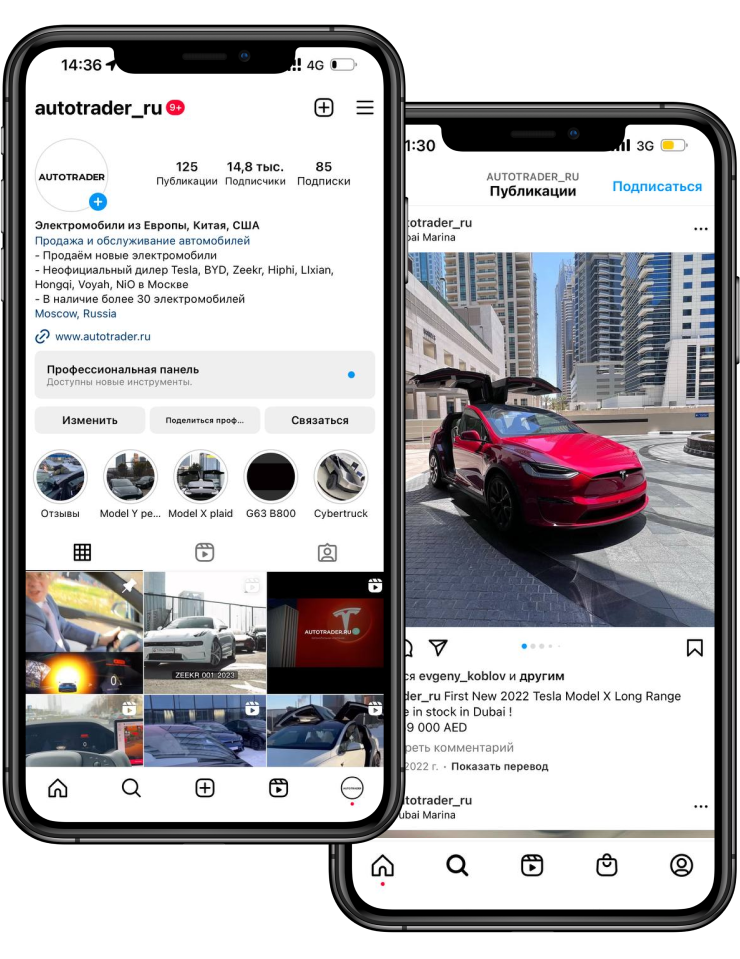 14:36
4G
autotrader_ru 9+
AUTOTRADER
125 14,8 тыс. 85
Публикации Подписчики Подписки
Электромобили из Европы, Китая, США
Продажа и обслуживание автомобилей
- Продаём новые электромобили
- Неофициальный дилер Tesla, BYD, Zeekr, Hiphi, LIxian,
Hongqi, Voyah, NiO в Москве
- В наличие более 30 электромобилей
Moscow, Russia
www.autotrader.ru
Профессиональная панель
Доступны новые инструменты.
Изменить
Поделиться проф...
Связаться
Отзывы
Model Y pe...
Model X plaid
G63 B800
Cybertruck
AUTOTRADER.RU
ZEEKR 001 2023
AUTOTRADER
1:30
3G
AUTOTRADER_RU
Публикации
Подписаться
otrader_ru
bai Marina
ся evgeny_koblov и другим
der_ru First New 2022 Tesla Model X Long Range
e in stock in Dubai !
9 000 AED
реть комментарий
2022 г. · Показать перевод
totrader_ru
ubai Marina